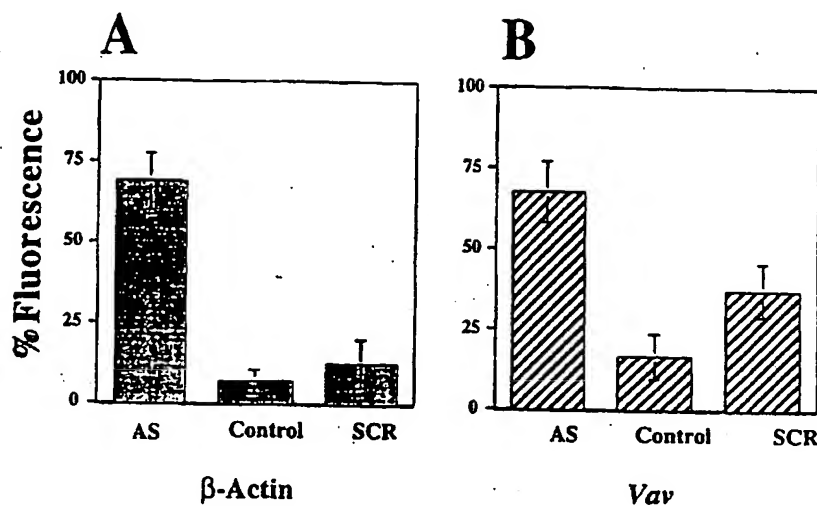 A
% Fluorescence
100
75
50
25
0
AS Control SCR
β-Actin
B
100
75
50
25
0
AS Control SCR
Vav